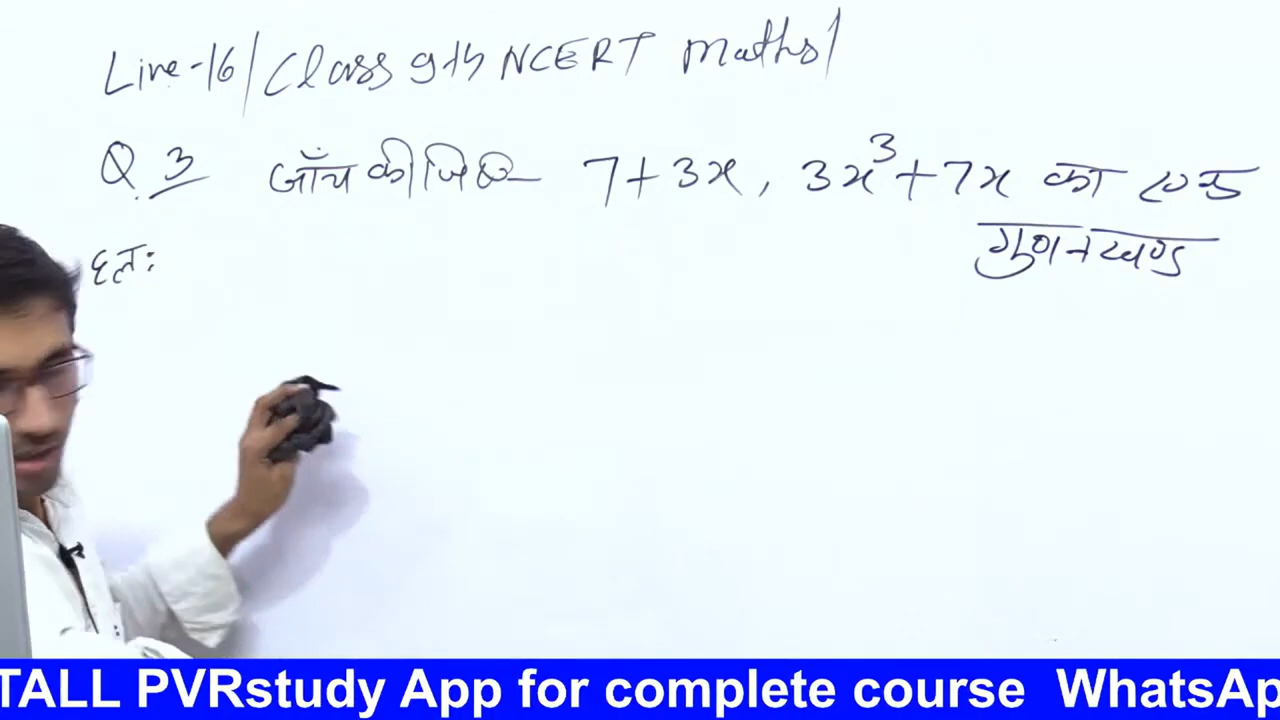 Live-16/Class 9th NCERT Maths/
Q. 3 जाँच कीजिए 7+3x, 3x³+7x का एक
गुणनखण्ड
हल:
TALL PVRstudy App for complete course WhatsAp